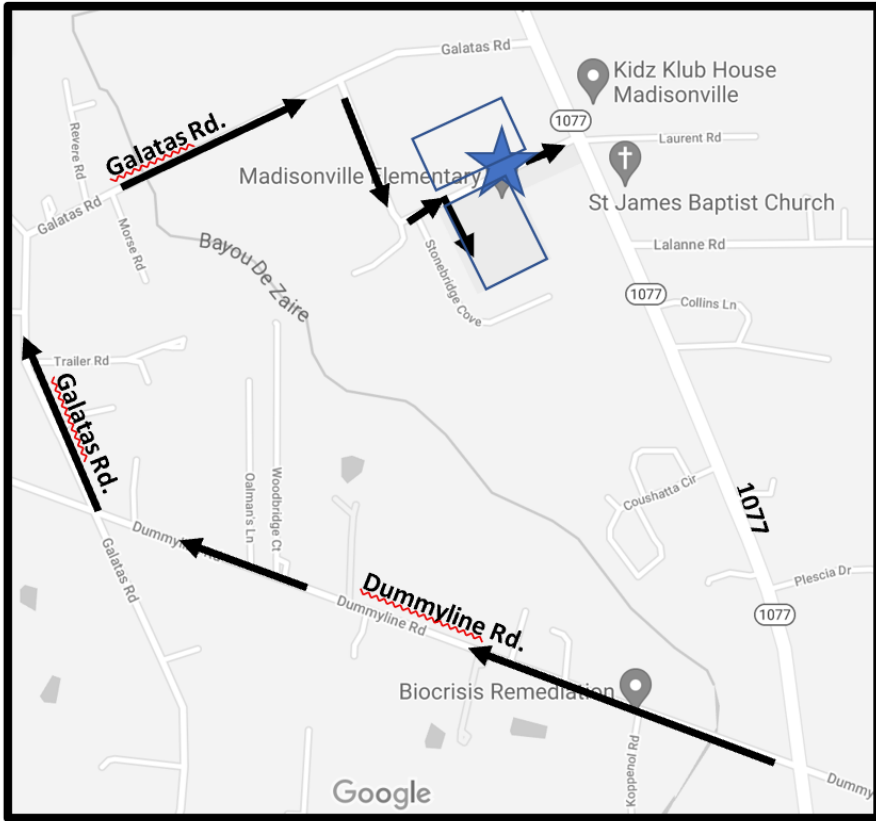 Galatas Rd
Kidz Klub House
Madisonville
1077
Laurent Rd
Galatas Rd.
Revere Rd
Madisonville Elementary
St James Baptist Church
Galatas Rd
Morse Rd
Bayou De Zaire
Stonebridge Cove
Lalanne Rd
1077
Collins Ln
Trailer Rd
Galatas Rd.
Oalman's Ln
Woodbridge Ct
Coushatta Cir
1077
Dummyline Rd
Galatas Rd
Plescia Dr
Dummyline Rd.
Dummyline Rd
1077
Biocrisis Remediation
Koppenol Rd
Dummy
Google